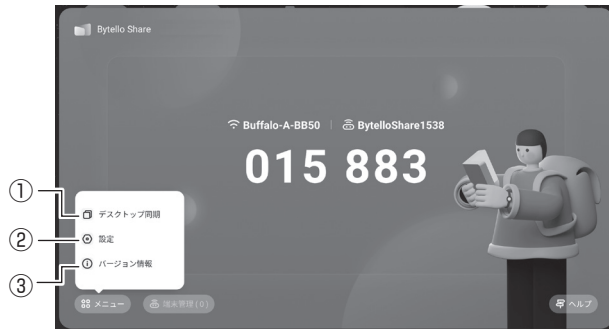 Bytello Share
Buffalo-A-BB50 | BytelloShare1538
015 883
① デスクトップ同期
② 設定
③ バージョン情報
メニュー 端末管理(0) ヘルプ